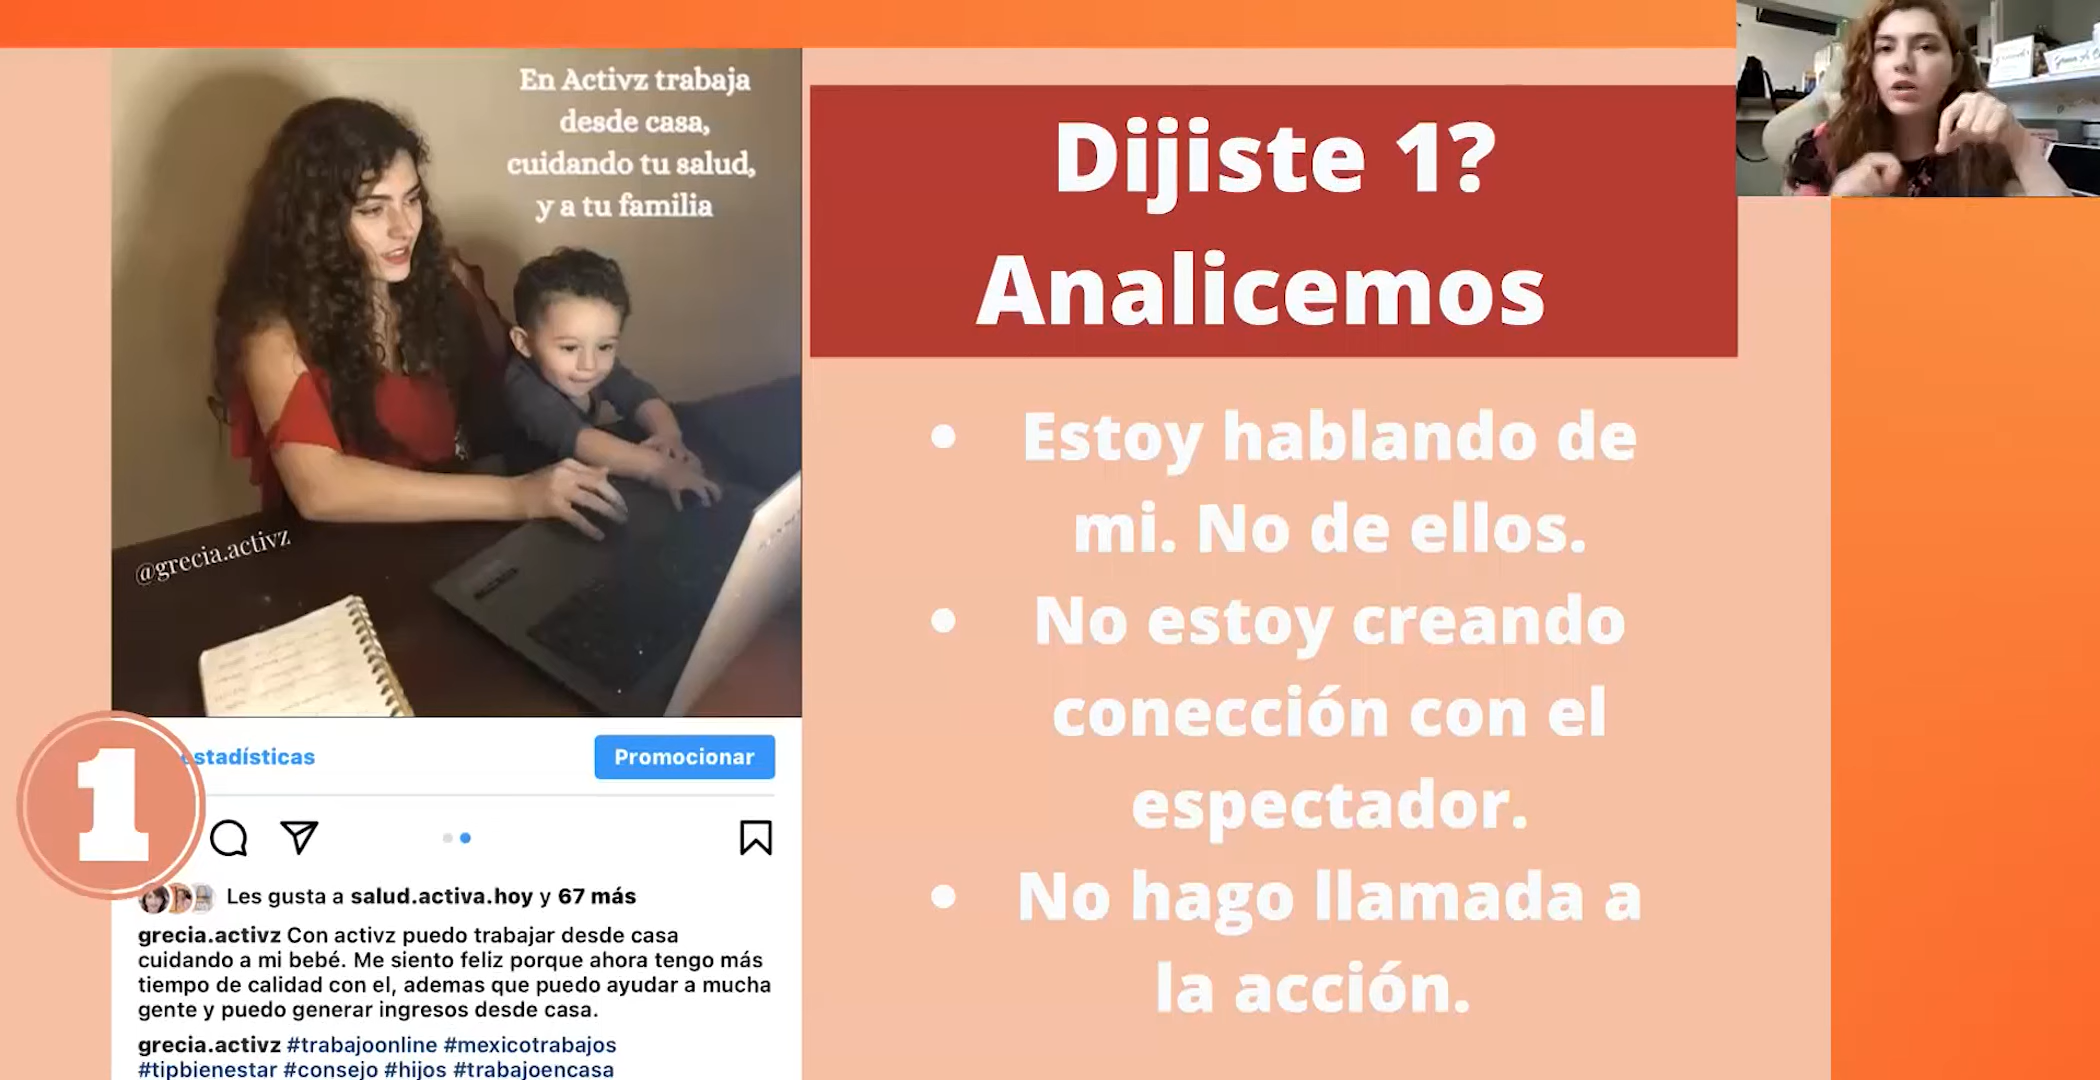 En Activz trabaja
desde casa,
cuidando tu salud,
y a tu familia
@grecia.activz
Dijiste 1?
Analicemos
• Estoy hablando de
mi. No de ellos.
• No estoy creando
conección con el
espectador.
• No hago llamada a
la acción.
1
stadísticas
Promocionar
Les gusta a salud.activa.hoy y 67 más
grecia.activz Con activz puedo trabajar desde casa
cuidando a mi bebé. Me siento feliz porque ahora tengo más
tiempo de calidad con el, ademas que puedo ayudar a mucha
gente y puedo generar ingresos desde casa.
grecia.activz #trabajoonline #mexicotrabajos
#tipbienestar #consejo #hijos #trabajoencasa